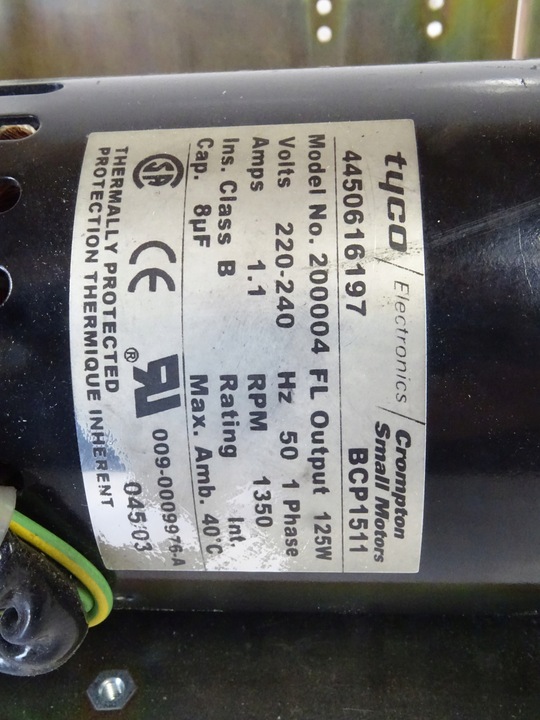 tyco / Electronics / Crompton Small Motors
4450616197 BCP1511
Model No. 200004 FL Output 125W
Volts 220-240 Hz 50 1 Phase
Amps 1.1 RPM 1350
Ins. Class B Rating Int.
Cap. 8µF Max. Amb. 40°C
SA CE UR ® 009-0009976-A
THERMALLY PROTECTED 045:03
PROTECTION THERMIQUE INHERENT